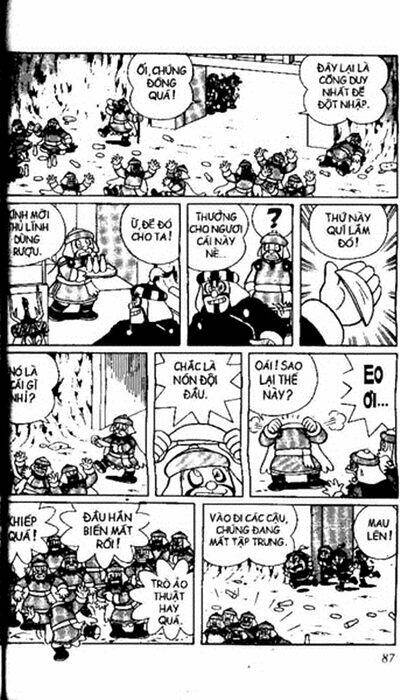 ỐI, CHÚNG
ĐÔNG
QUÁ!
ĐÂY LẠI LÀ
CỔNG DUY
NHẤT ĐỂ
ĐỘT NHẬP.
KÍNH MỜI
THỦ LĨNH
DÙNG
RƯỢU.
Ừ, ĐỂ ĐÓ
CHO TA!
THƯỞNG
CHO NGƯƠI
CÁI NÀY
NÈ...
?
THỨ NÀY
QUÍ LẮM
ĐÓ!
NÓ LÀ
CÁI GÌ
NHỈ?
CHẮC LÀ
NÓN ĐỘI
ĐẦU.
OÁI! SAO
LẠI THẾ
NÀY?
EO
ƠI...
KHIẾP
QUÁ!
ĐẦU HẮN
BIẾN MẤT
RỒI!
TRÒ ẢO
THUẬT
HAY
QUÁ.
VÀO ĐI CÁC CẬU,
CHÚNG ĐANG
MẤT TẬP TRUNG.
MAU
LÊN!
87